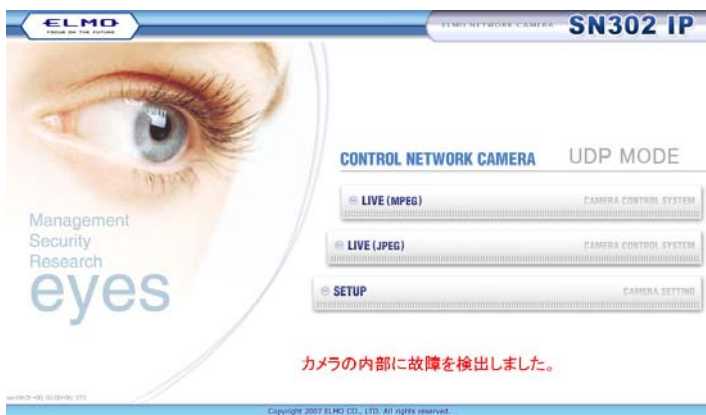 ELMO
FOCUS ON THE FUTURE
ELMO NETWORK CAMERA SN302 IP
CONTROL NETWORK CAMERA UDP MODE
LIVE (MPEG) CAMERA CONTROL SYSTEM
LIVE (JPEG) CAMERA CONTROL SYSTEM
SETUP CAMERA SETTING
Management
Security
Research
eyes
カメラの内部に故障を検出しました。
Copyright 2007 ELMO CO., LTD. All rights reserved.